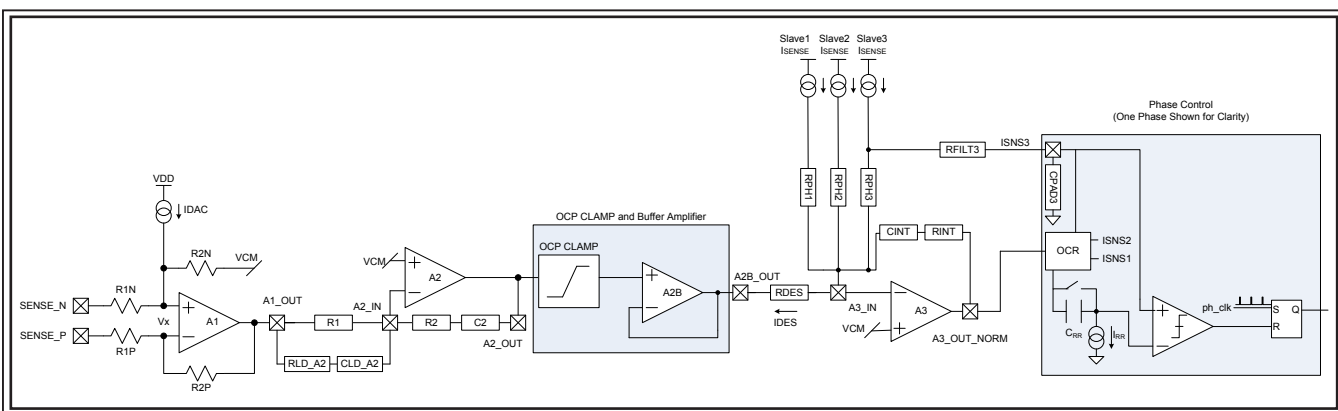 Slave1
ISENSE
Slave2
ISENSE
Slave3
ISENSE
Phase Control
(One Phase Shown for Clarity)
RFILT3
ISNS3
CPAD3
VDD
IDAC
RPH1
RPH2
RPH3
OCP CLAMP and Buffer Amplifier
OCP CLAMP
CINT
RINT
OCR
ISNS2
ISNS1
R2N
VCM
VCM
A2
A2B
A2B_OUT
SENSE_N
R1N
A1_OUT
A2_IN
RDES
A3_IN
A3
ph_clk
S
Q
R
SENSE_P
Vx
A1
R1
R2
C2
IDES
VCM
A3_OUT_NORM
CRR
IRR
R1P
A2_OUT
RLD_A2
CLD_A2
R2P